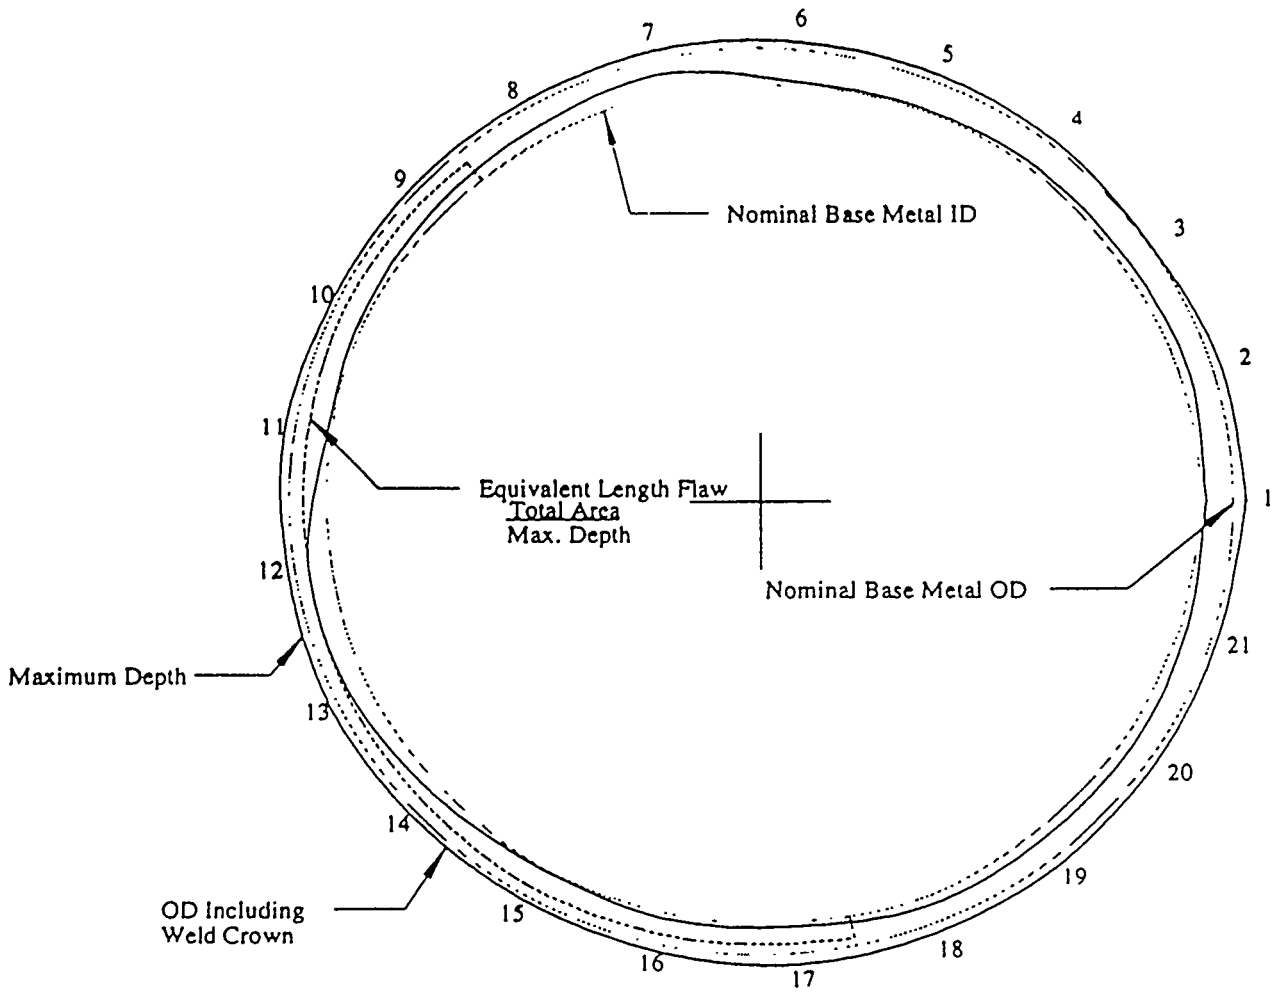 6
7
5
8
4
9
Nominal Base Metal ID
3
10
2
11
Equivalent Length Flaw
Total Area
Max. Depth
1
12
Nominal Base Metal OD
21
Maximum Depth
13
20
14
19
OD Including
Weld Crown
15
18
16
17